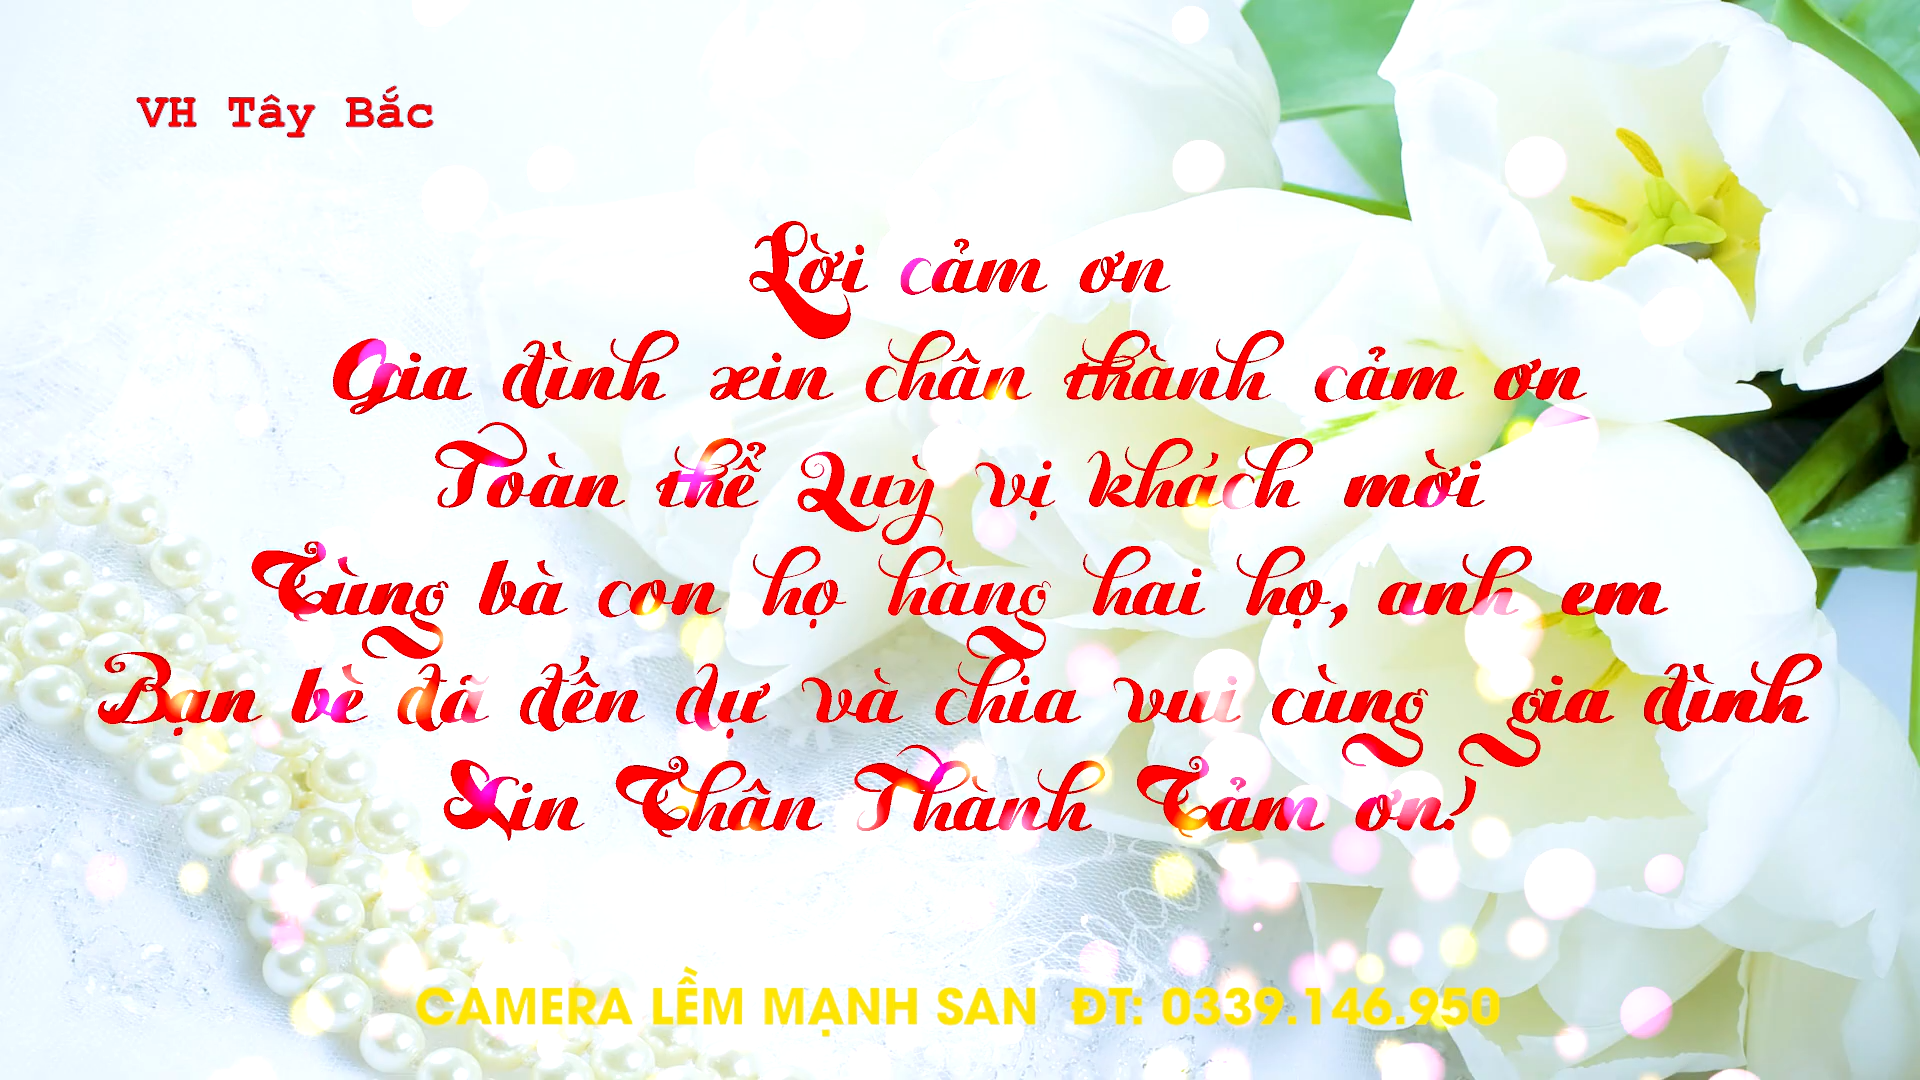 VH Tây Bắc
Lời cảm ơn
Gia đình xin chân thành cảm ơn
Toàn thể Quý vị khách mời
Cùng bà con họ hàng hai họ, anh em
Bạn bè đã đến dự và chia vui cùng gia đình
Xin Chân Thành Cảm ơn!
CAMERA LỀM MẠNH SAN ĐT: 0339.146.950